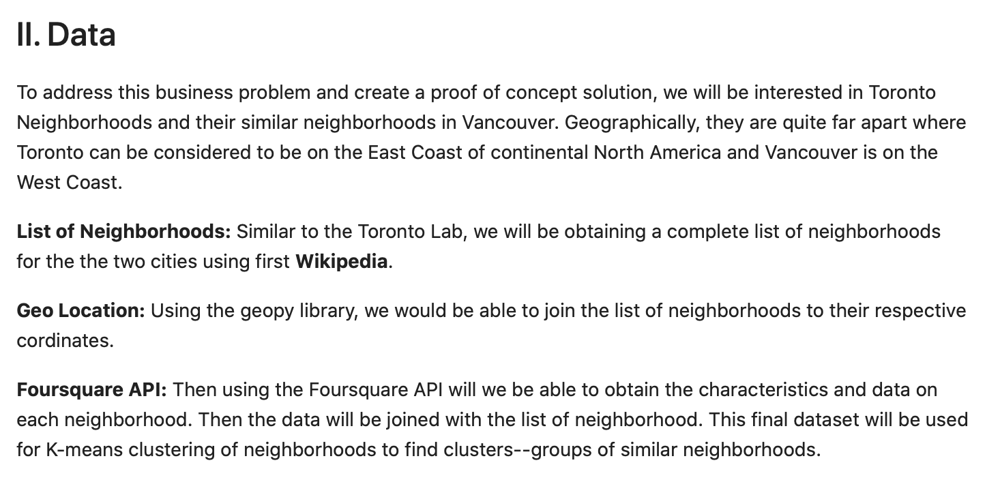 II. Data
To address this business problem and create a proof of concept solution, we will be interested in Toronto
Neighborhoods and their similar neighborhoods in Vancouver. Geographically, they are quite far apart where
Toronto can be considered to be on the East Coast of continental North America and Vancouver is on the
West Coast.
List of Neighborhoods: Similar to the Toronto Lab, we will be obtaining a complete list of neighborhoods
for the the two cities using first Wikipedia.
Geo Location: Using the geopy library, we would be able to join the list of neighborhoods to their respective
cordinates.
Foursquare API: Then using the Foursquare API will we be able to obtain the characteristics and data on
each neighborhood. Then the data will be joined with the list of neighborhood. This final dataset will be used
for K-means clustering of neighborhoods to find clusters--groups of similar neighborhoods.